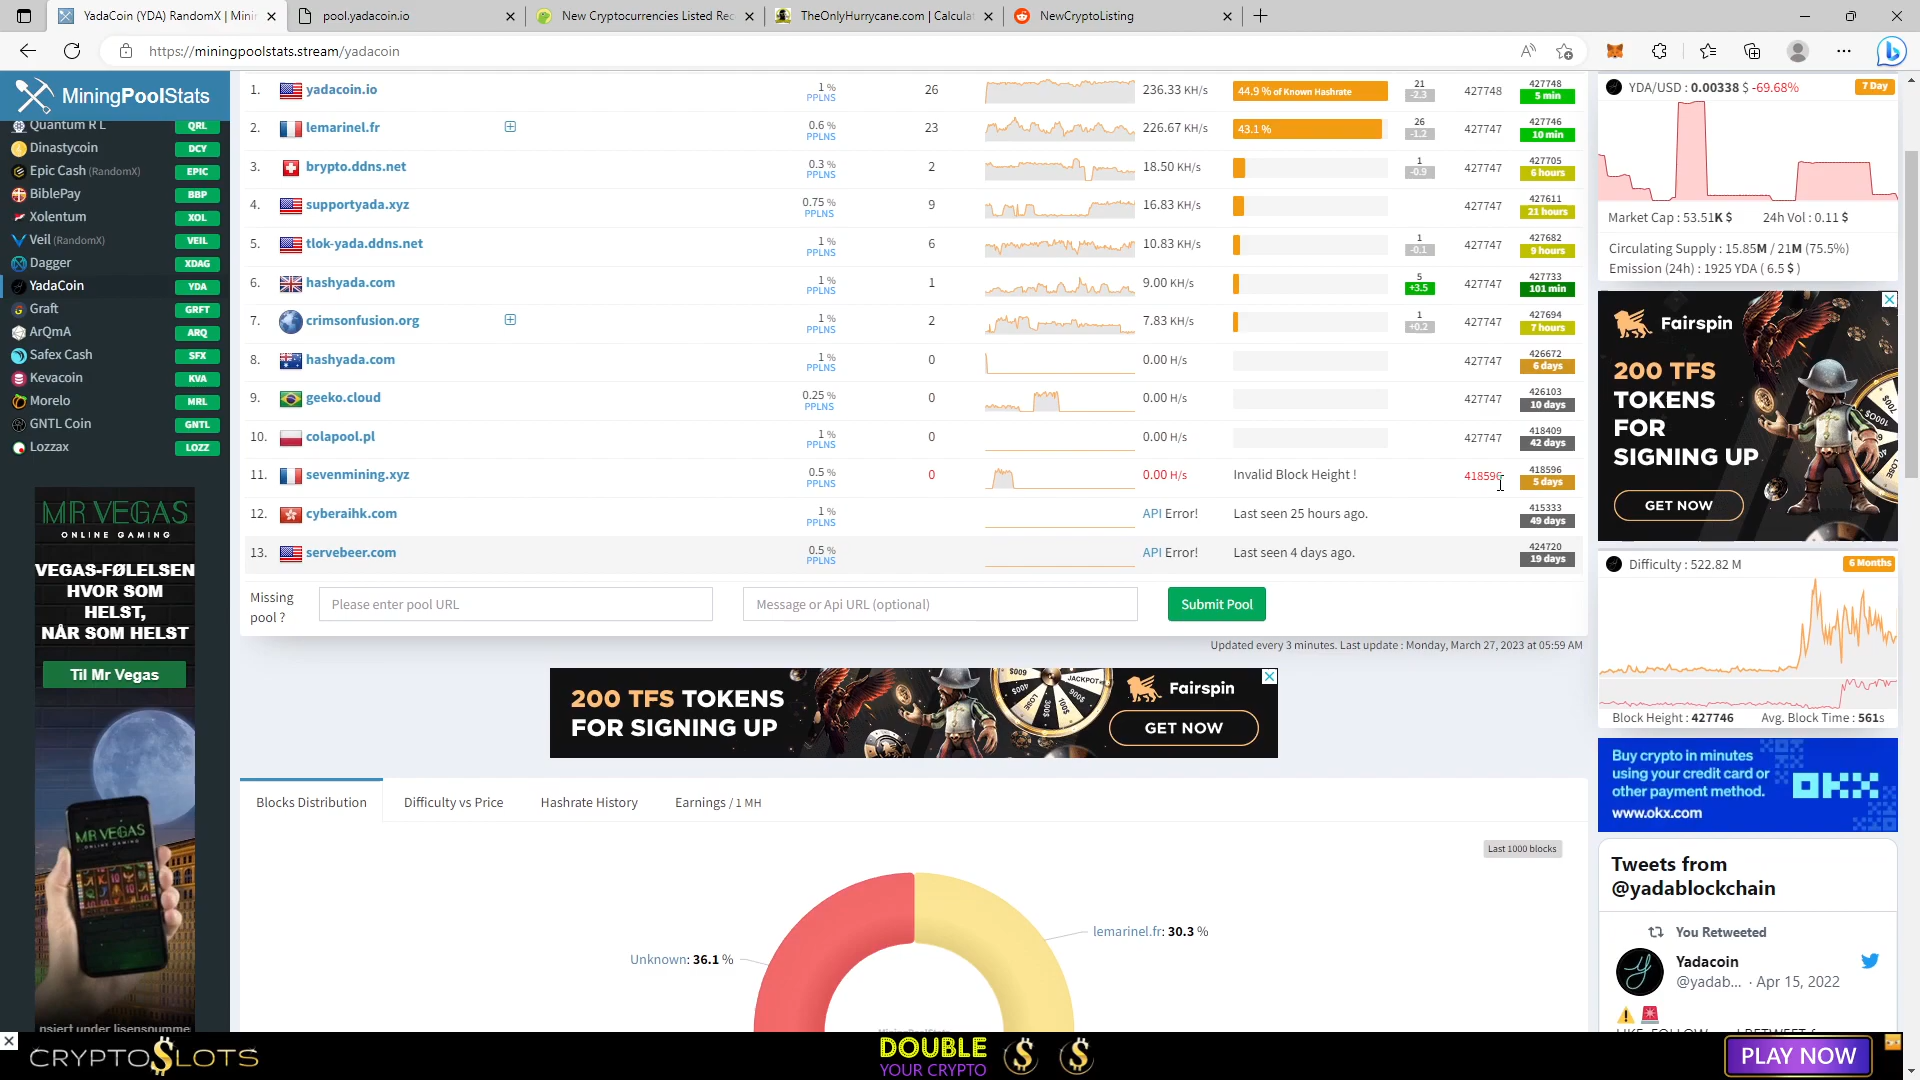 YadaCoin (YDA) RandomX | Mini
pool.yadacoin.io
New Cryptocurrencies Listed Rec
TheOnlyHurrycane.com | Calculat
NewCryptoListing
https://miningpoolstats.stream/yadacoin
MiningPoolStats
Quantum R L QRL
Dinastycoin DCY
Epic Cash (RandomX) EPIC
BiblePay BBP
Xolentum XOL
Veil (RandomX) VEIL
Dagger XDAG
YadaCoin YDA
Graft GRFT
ArQmA ARQ
Safex Cash SFX
Kevacoin KVA
Morelo MRL
GNTL Coin GNTL
Lozzax LOZZ
MR VEGAS
ONLINE GAMING
VEGAS-FØLELSEN
HVOR SOM
HELST,
NÅR SOM HELST
Til Mr Vegas
MR VEGAS
nsiert under lisensnumme
1. yadacoin.io 1 % PPLNS 26 236.33 KH/s 44.9 % of Known Hashrate 21 -2.3 427748 427748 5 min
2. lemarinel.fr 0.6 % PPLNS 23 226.67 KH/s 43.1 % 26 -1.2 427747 427746 10 min
3. brypto.ddns.net 0.3 % PPLNS 2 18.50 KH/s 1 -0.9 427747 427705 6 hours
4. supportyada.xyz 0.75 % PPLNS 9 16.83 KH/s 427747 427611 21 hours
5. tlok-yada.ddns.net 1 % PPLNS 6 10.83 KH/s 1 -0.1 427747 427682 9 hours
6. hashyada.com 1 % PPLNS 1 9.00 KH/s 5 +3.5 427747 427733 101 min
7. crimsonfusion.org 1 % PPLNS 2 7.83 KH/s 1 +0.2 427747 427694 7 hours
8. hashyada.com 1 % PPLNS 0 0.00 H/s 427747 426672 6 days
9. geeko.cloud 0.25 % PPLNS 0 0.00 H/s 427747 426103 10 days
10. colapool.pl 1 % PPLNS 0 0.00 H/s 427747 418409 42 days
11. sevenmining.xyz 0.5 % PPLNS 0 0.00 H/s Invalid Block Height ! 418596 418596 5 days
12. cyberaihk.com 1 % PPLNS API Error! Last seen 25 hours ago. 415333 49 days
13. servebeer.com 0.5 % PPLNS API Error! Last seen 4 days ago. 424720 19 days
Missing
pool ?
Please enter pool URL
Message or Api URL (optional)
Submit Pool
Updated every 3 minutes. Last update : Monday, March 27, 2023 at 05:59 AM
200 TFS TOKENS
FOR SIGNING UP
JACKPOT
Fairspin
GET NOW
Blocks Distribution
Difficulty vs Price
Hashrate History
Earnings / 1 MH
Last 1000 blocks
Unknown: 36.1 %
lemarinel.fr: 30.3 %
MiningPoolStats
YDA/USD : 0.00338 $ -69.68% 7 Day
Market Cap : 53.51K $ 24h Vol : 0.11 $
Circulating Supply : 15.85M / 21M (75.5%)
Emission (24h) : 1925 YDA ( 6.5 $ )
Fairspin
200 TFS
TOKENS
FOR
SIGNING UP
GET NOW
Difficulty : 522.82 M 6 Months
Block Height : 427746 Avg. Block Time : 561s
Buy crypto in minutes
using your credit card or
other payment method.
www.okx.com
OKX
Tweets from
@yadablockchain
You Retweeted
Yadacoin
@yadab... · Apr 15, 2022
CRYPTO$LOTS
DOUBLE
YOUR CRYPTO
PLAY NOW